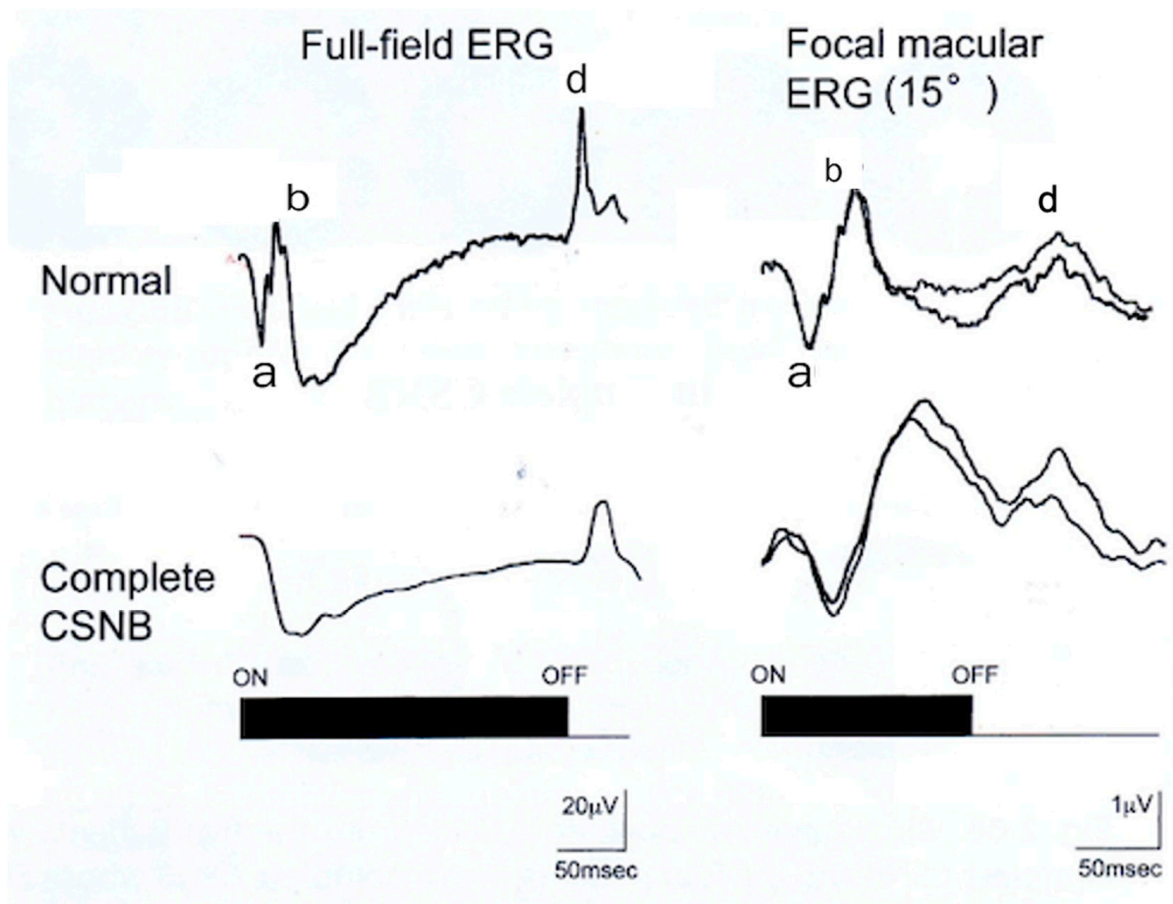 Full-field ERG
Focal macular
ERG (15° )
d
b
b
d
Normal
a
a
Complete
CSNB
ON
OFF
ON
OFF
20μV
50msec
1μV
50msec